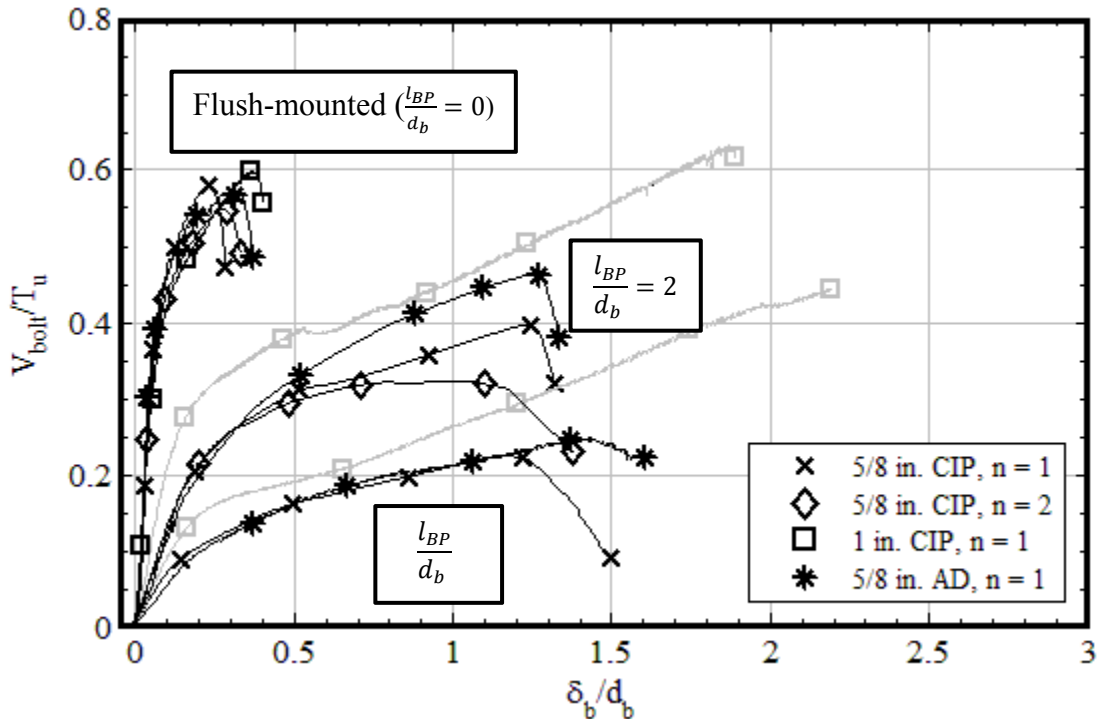 0.8
Flush-mounted (l_BP/d_b = 0)
0.6
l_BP/d_b = 2
V_bolt/T_u
0.4
0.2
l_BP/d_b
5/8 in. CIP, n = 1
5/8 in. CIP, n = 2
1 in. CIP, n = 1
5/8 in. AD, n = 1
0
0 0.5 1 1.5 2 2.5 3
δ_b/d_b